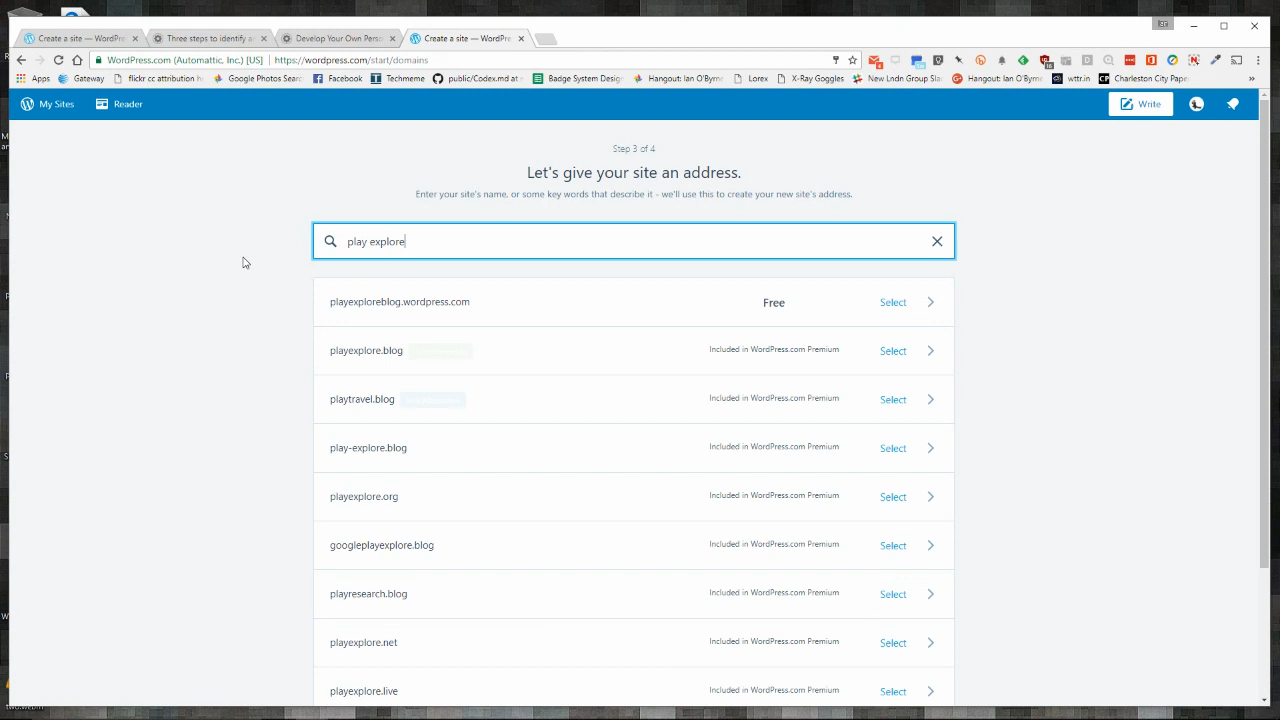 Create a site — WordPre
Three steps to identify a
Develop Your Own Perso
Create a site — WordPre
WordPress.com (Automattic, Inc.) [US]
https://wordpress.com/start/domains
Apps
Gateway
flickr cc attribution h
Google Photos Searc
Facebook
Techmeme
public/Codex.md at m
Badge System Design
Hangout: Ian O'Byrne
Lorex
X-Ray Goggles
New Lndn Group Slac
Hangout: Ian O'Byrne
wttr.in
Charleston City Paper
My Sites
Reader
Write
Step 3 of 4
Let's give your site an address.
Enter your site's name, or some key words that describe it - we'll use this to create your new site's address.
play explore
playexploreblog.wordpress.com
Free
Select
playexplore.blog
Included in WordPress.com Premium
Select
playtravel.blog
Included in WordPress.com Premium
Select
play-explore.blog
Included in WordPress.com Premium
Select
playexplore.org
Included in WordPress.com Premium
Select
googleplayexplore.blog
Included in WordPress.com Premium
Select
playresearch.blog
Included in WordPress.com Premium
Select
playexplore.net
Included in WordPress.com Premium
Select
playexplore.live
Included in WordPress.com Premium
Select